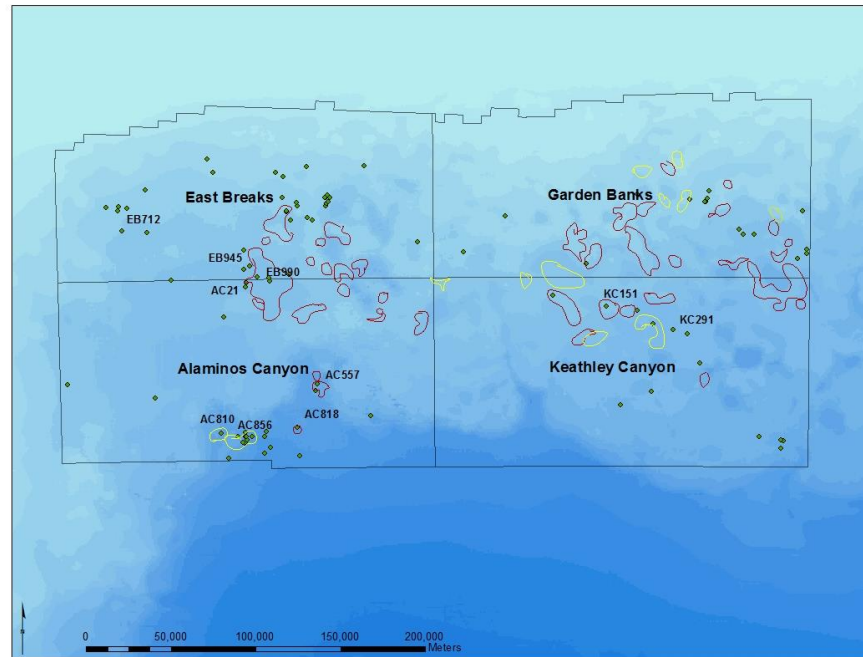 East Breaks
Garden Banks
EB712
EB945
EB990
AC21
KC151
KC291
Alaminos Canyon
AC557
Keathley Canyon
AC810
AC856
AC818
0 50,000 100,000 150,000 200,000
Meters